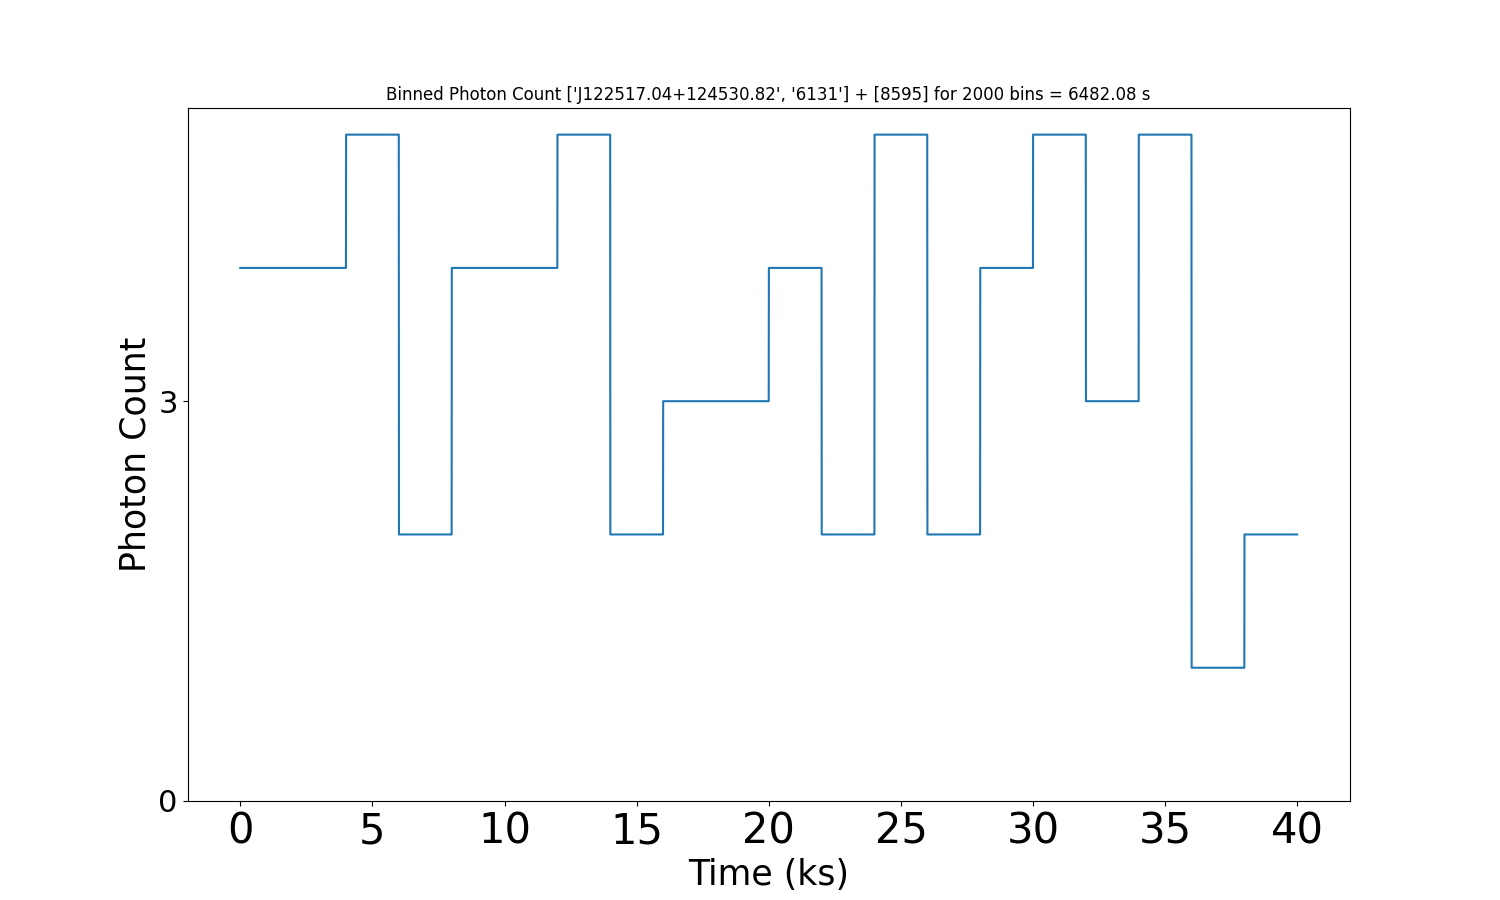 Binned Photon Count ['J122517.04+124530.82', '6131'] + [8595] for 2000 bins = 6482.08 s
Photon Count
3
0
0 5 10 15 20 25 30 35 40
Time (ks)